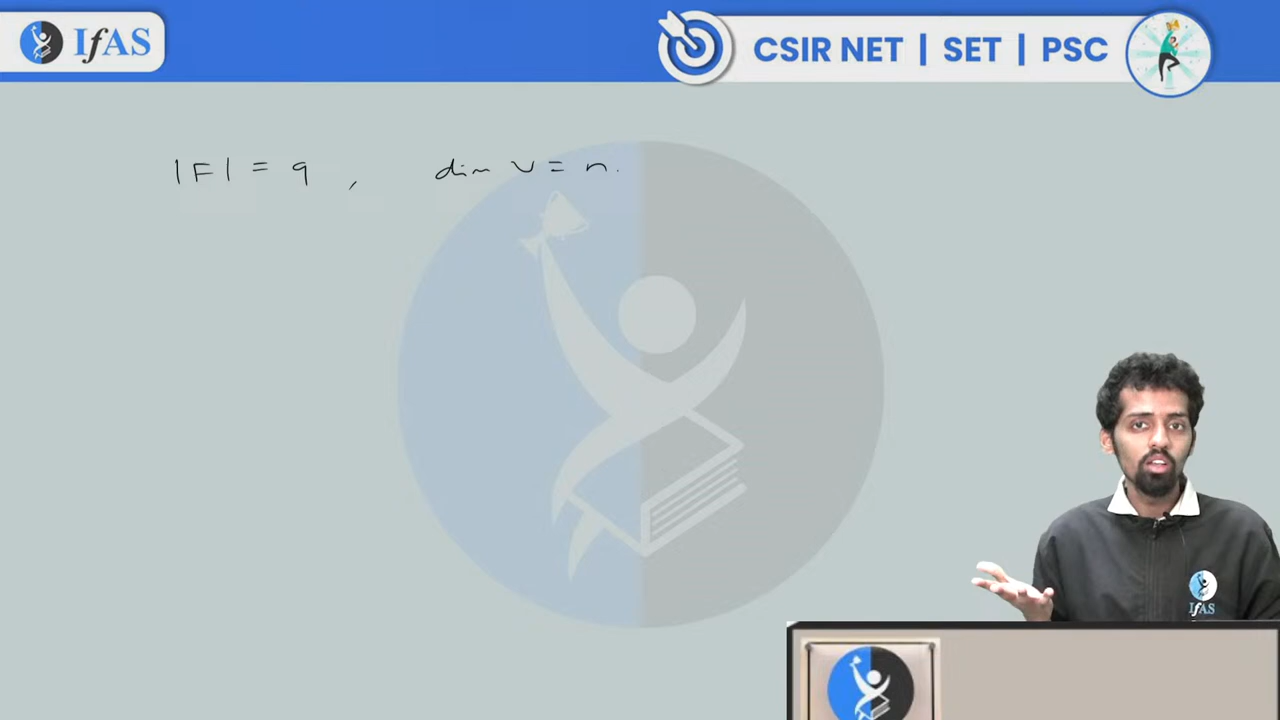 IfAS
CSIR NET | SET | PSC
|F| = q , dim V = n.
IfAS